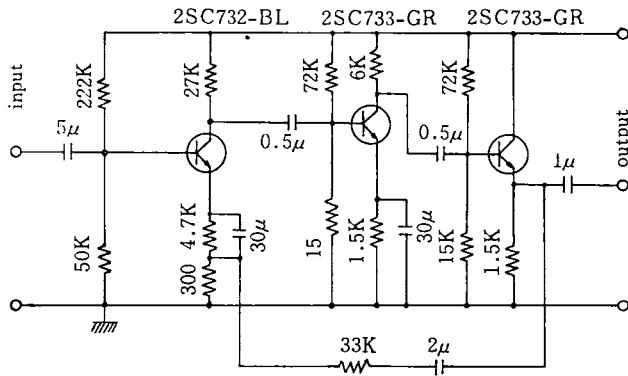 2SC732-BL 2SC733-GR 2SC733-GR
input
222K
27K
72K
6K
72K
5μ
0.5μ
0.5μ
1μ
output
50K
4.7K
300
30μ
15
1.5K
30μ
15K
1.5K
33K 2μ